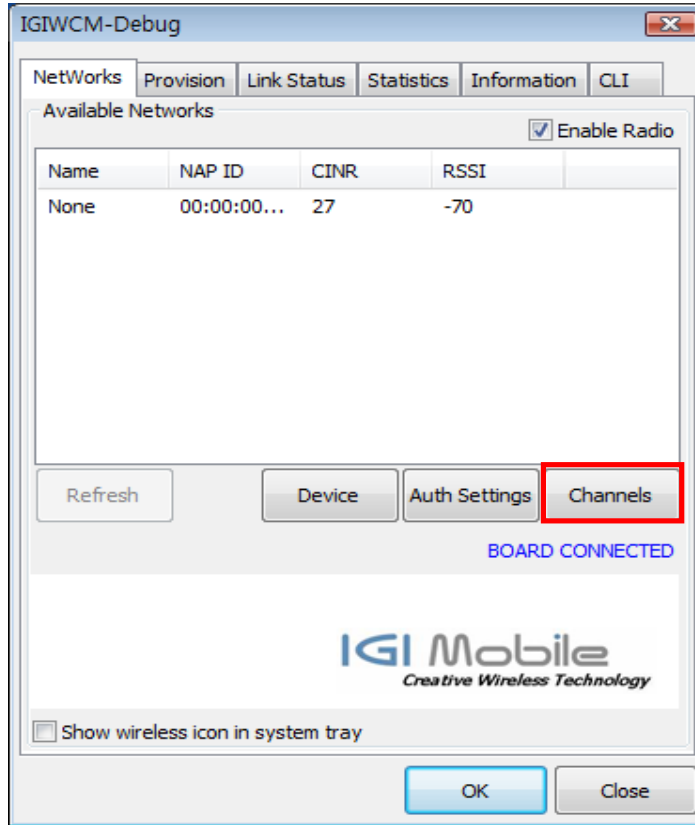 IGIWCM-Debug
NetWorks Provision Link Status Statistics Information CLI
Available Networks
Enable Radio
Name NAP ID CINR RSSI
None 00:00:00... 27 -70
Refresh Device Auth Settings Channels
BOARD CONNECTED
IGI Mobile
Creative Wireless Technology
Show wireless icon in system tray
OK Close